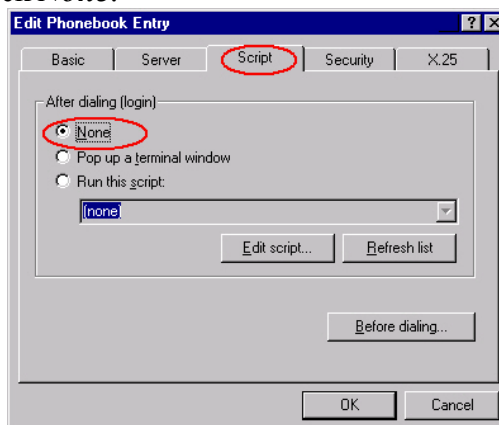 Edit Phonebook Entry
Basic Server Script Security X.25
After dialing (login)
None
Pop up a terminal window
Run this script:
(none)
Edit script... Refresh list
Before dialing...
OK Cancel